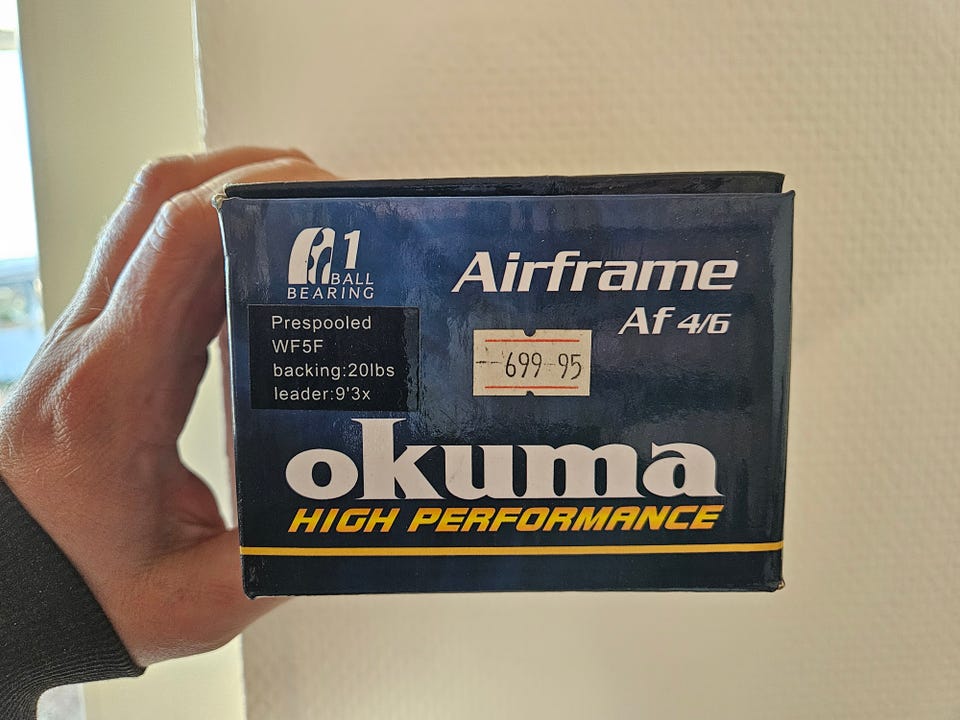 1
BALL
BEARING
Airframe
Af 4/6
Prespooled
WF5F
backing:20lbs
leader:9'3x
699-95
okuma
HIGH PERFORMANCE